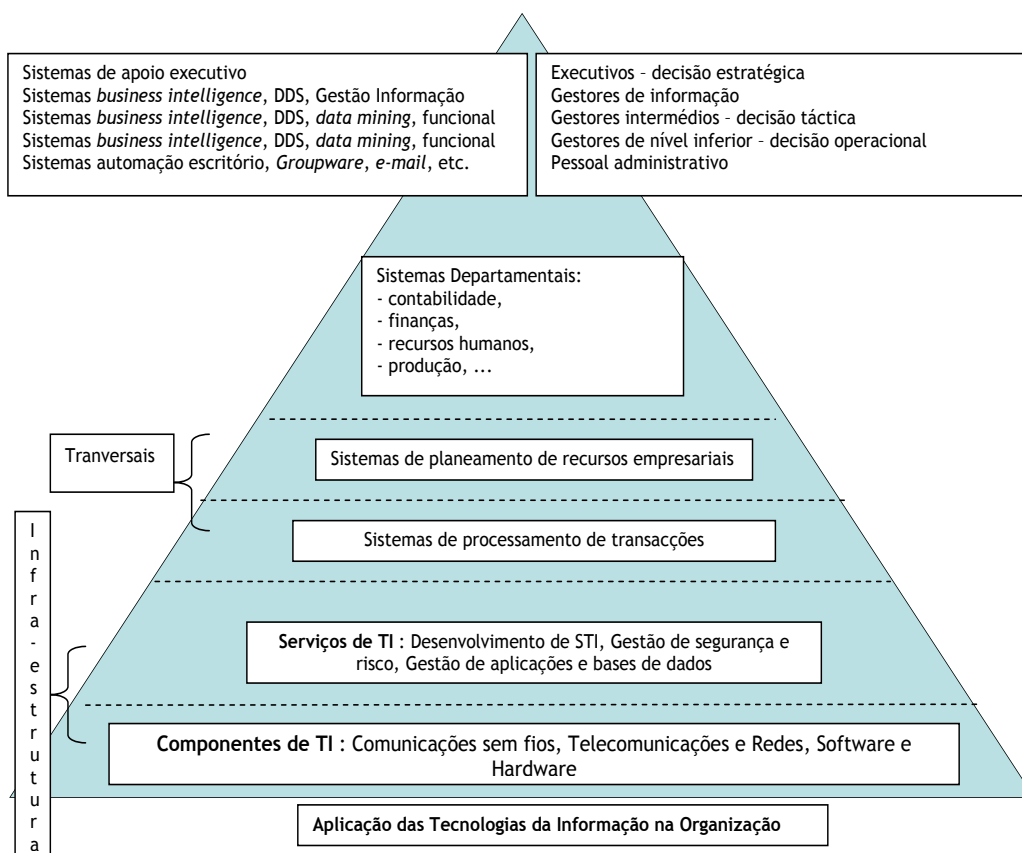 Sistemas de apoio executivo
Sistemas business intelligence, DDS, Gestão Informação
Sistemas business intelligence, DDS, data mining, funcional
Sistemas business intelligence, DDS, data mining, funcional
Sistemas automação escritório, Groupware, e-mail, etc.
Executivos – decisão estratégica
Gestores de informação
Gestores intermédios – decisão táctica
Gestores de nível inferior – decisão operacional
Pessoal administrativo
Sistemas Departamentais:
- contabilidade,
- finanças,
- recursos humanos,
- produção, ...
Tranversais
Sistemas de planeamento de recursos empresariais
Sistemas de processamento de transacções
Infra-estrutura
Serviços de TI : Desenvolvimento de STI, Gestão de segurança e
risco, Gestão de aplicações e bases de dados
Componentes de TI : Comunicações sem fios, Telecomunicações e Redes, Software e
Hardware
Aplicação das Tecnologias da Informação na Organização